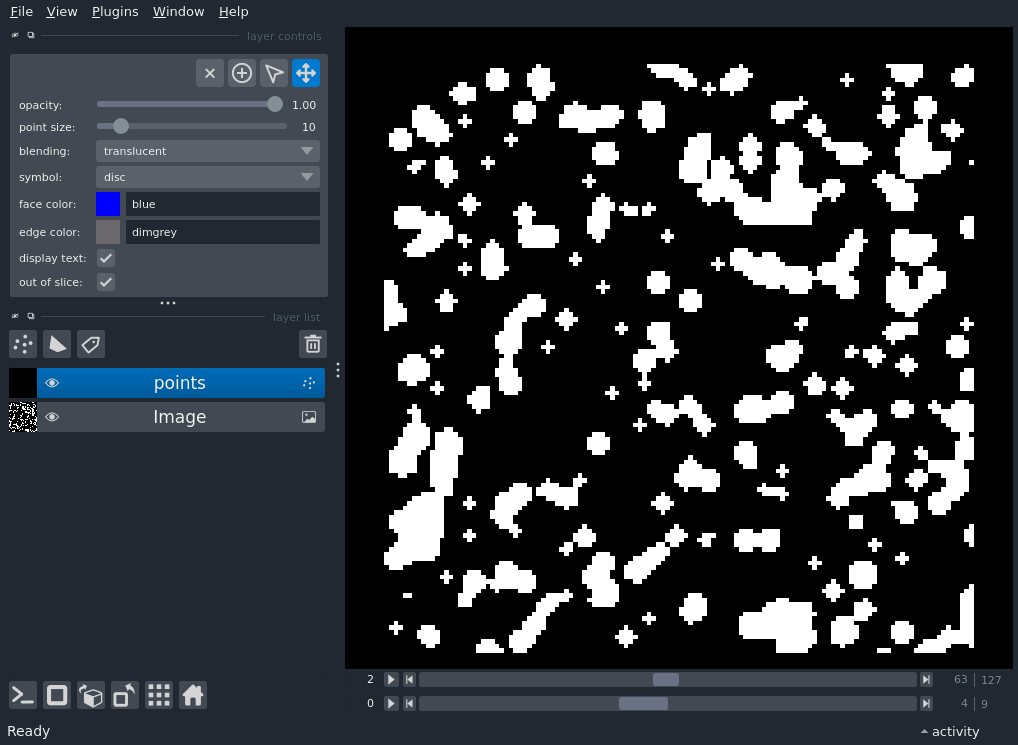 File View Plugins Window Help
layer controls
opacity: 1.00
point size: 10
blending: translucent
symbol: disc
face color: blue
edge color: dimgrey
display text:
out of slice:
layer list
points
Image
2 63 127
0 4 9
Ready activity